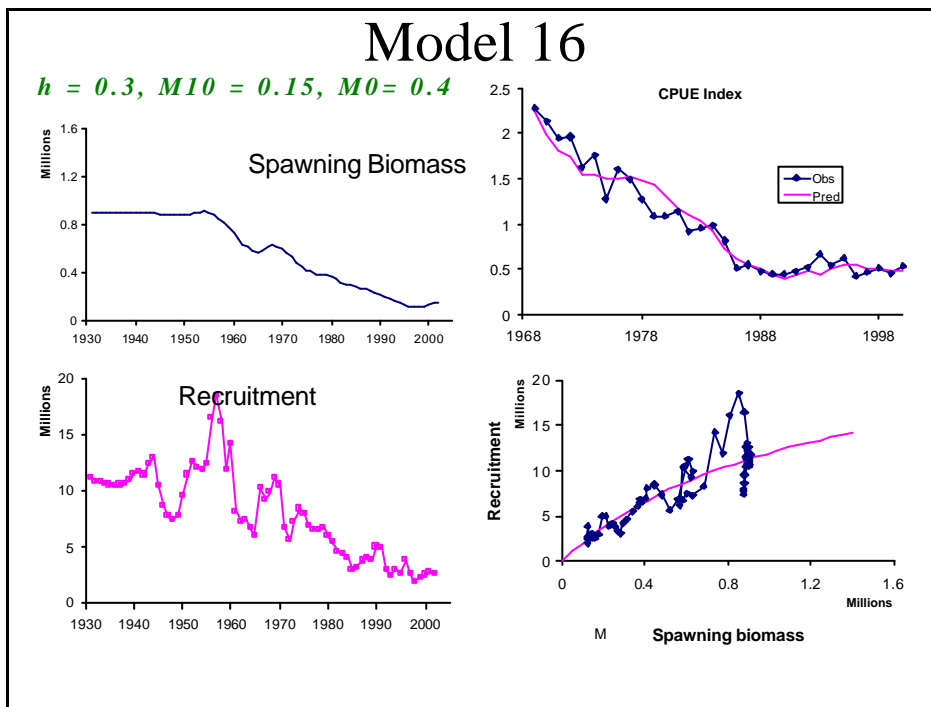 Model 16
h = 0.3, M10 = 0.15, M0= 0.4
Spawning Biomass
Millions
1.6
1.2
0.8
0.4
0
1930 1940 1950 1960 1970 1980 1990 2000
CPUE Index
2.5
2
1.5
1
0.5
0
Obs
Pred
1968 1978 1988 1998
Recruitment
Millions
20
15
10
5
0
1930 1940 1950 1960 1970 1980 1990 2000
Recruitment
Millions
20
15
10
5
0
0 0.4 0.8 1.2 1.6
Millions
M Spawning biomass